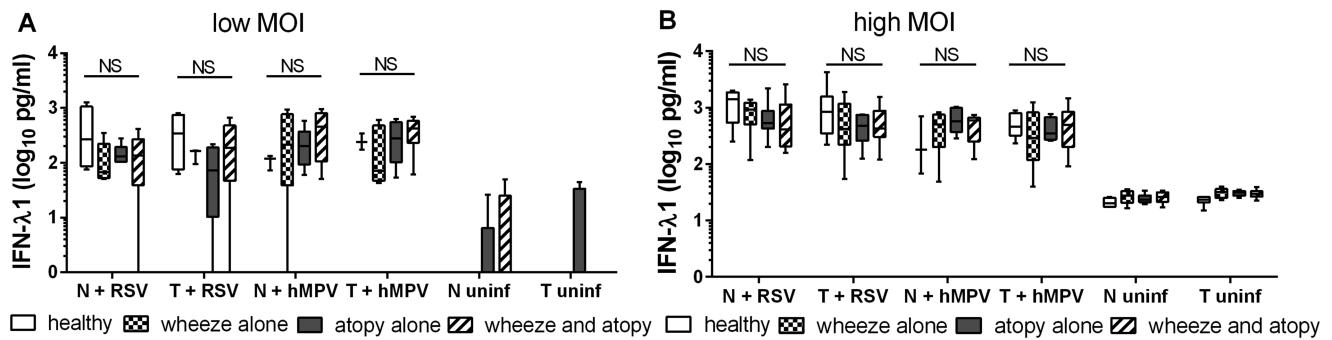 A
low MOI
IFN-λ1 (log10 pg/ml)
4
3
2
1
0
NS NS NS NS
N + RSV T + RSV N + hMPV T + hMPV N uninf T uninf
healthy wheeze alone atopy alone wheeze and atopy
B
high MOI
IFN-λ1 (log10 pg/ml)
4
3
2
1
0
NS NS NS NS
N + RSV T + RSV N + hMPV T + hMPV N uninf T uninf
healthy wheeze alone atopy alone wheeze and atopy